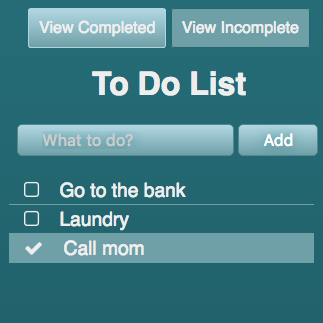 View Completed View Incomplete
To Do List
What to do? Add
Go to the bank
Laundry
Call mom